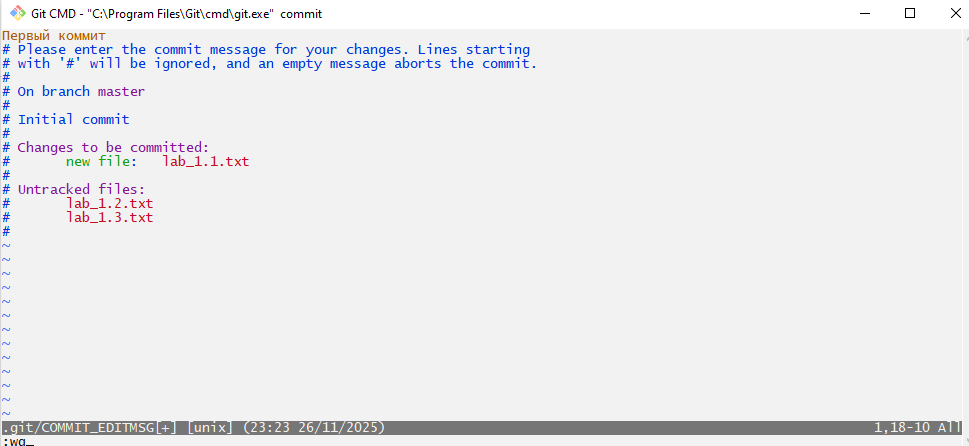 Git CMD - "C:\Program Files\Git\cmd\git.exe" commit
Первый коммит
# Please enter the commit message for your changes. Lines starting
# with '#' will be ignored, and an empty message aborts the commit.
#
# On branch master
#
# Initial commit
#
# Changes to be committed:
#       new file:   lab_1.1.txt
#
# Untracked files:
#       lab_1.2.txt
#       lab_1.3.txt
#
~
~
~
~
~
~
~
~
~
~
~
~
~
.git/COMMIT_EDITMSG[+] [unix] (23:23 26/11/2025) 1,18-10 All
:wq_